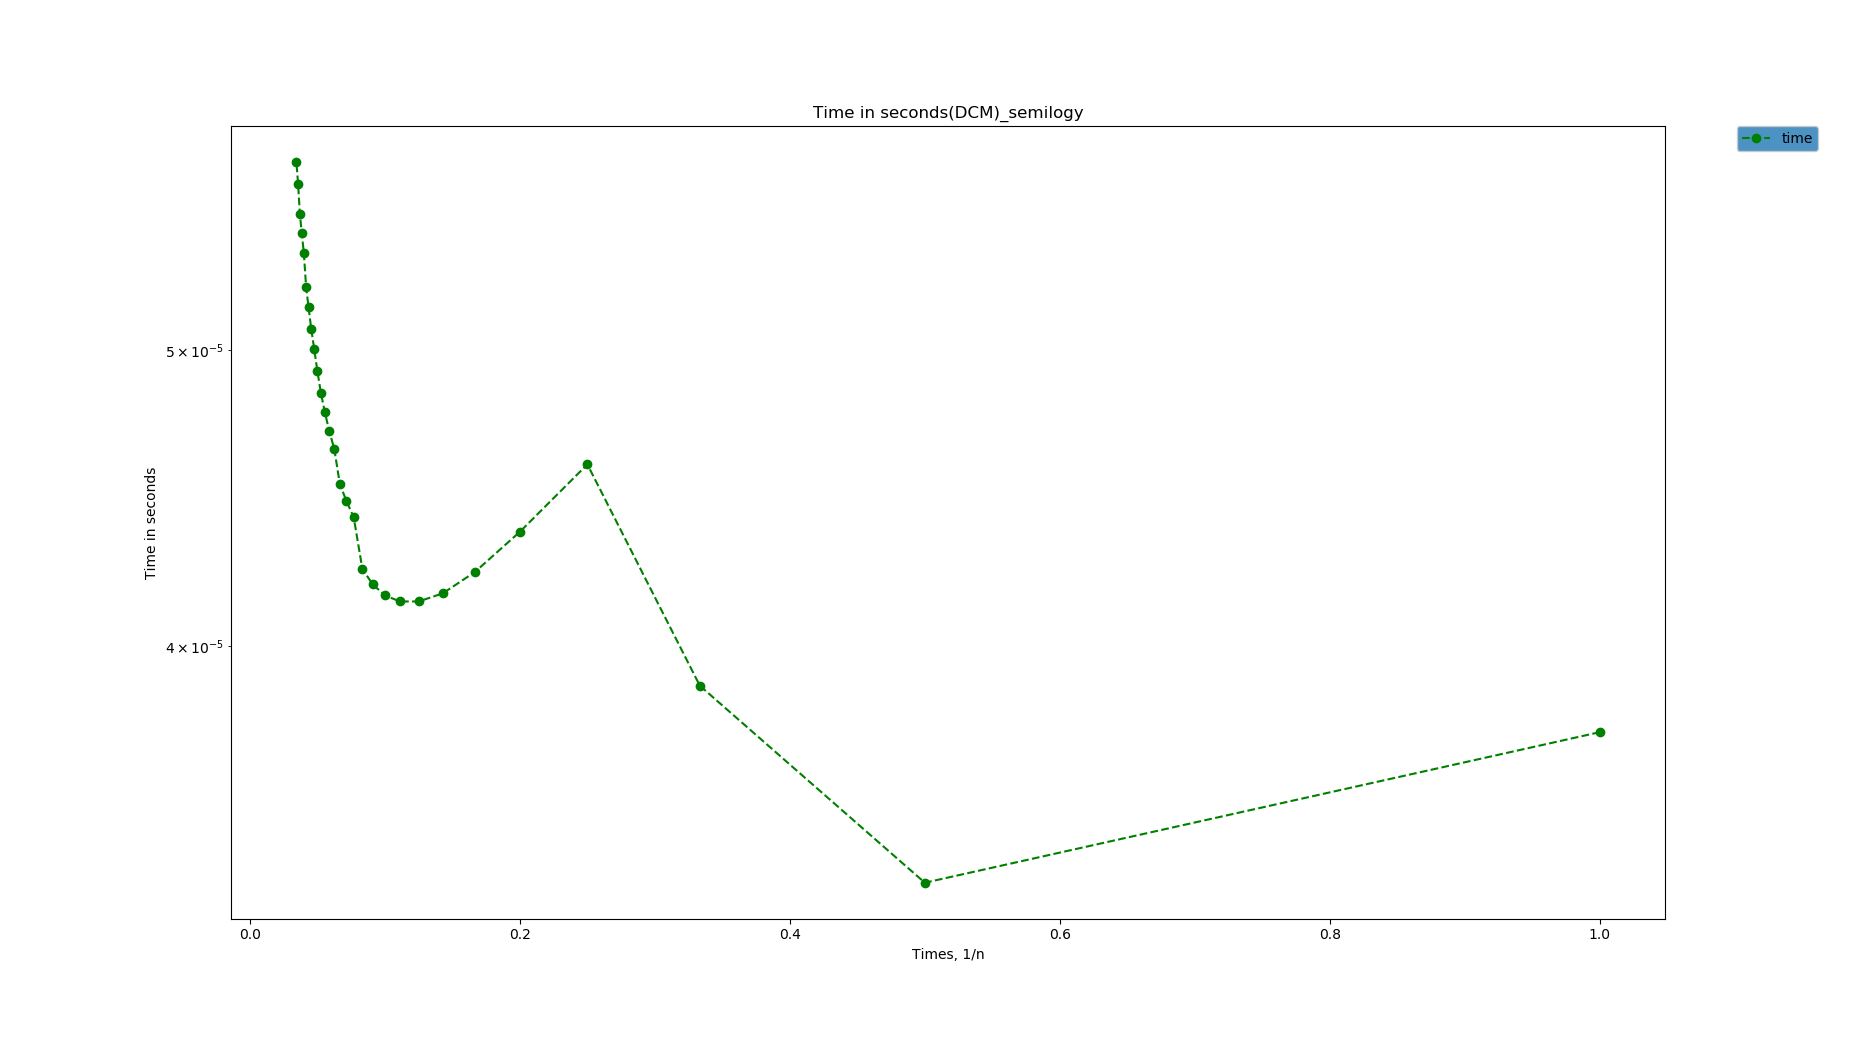 Time in seconds(DCM)_semilogy
time
5 × 10⁻⁵
4 × 10⁻⁵
Time in seconds
0.0 0.2 0.4 0.6 0.8 1.0
Times, 1/n